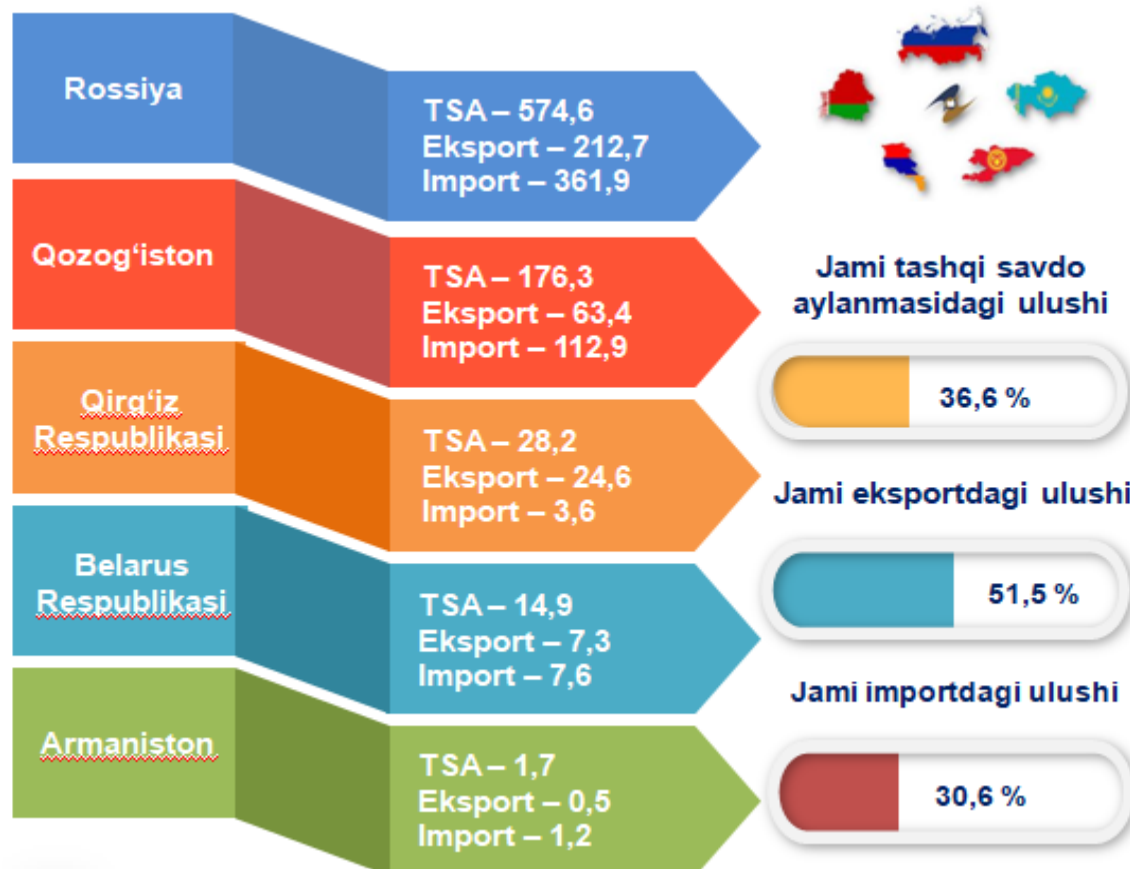 Rossiya
TSA – 574,6
Eksport – 212,7
Import – 361,9
Qozog‘iston
TSA – 176,3
Eksport – 63,4
Import – 112,9
Qirg‘iz
Respublikasi
TSA – 28,2
Eksport – 24,6
Import – 3,6
Belarus
Respublikasi
TSA – 14,9
Eksport – 7,3
Import – 7,6
Armaniston
TSA – 1,7
Eksport – 0,5
Import – 1,2
Jami tashqi savdo
aylanmasidagi ulushi
36,6 %
Jami eksportdagi ulushi
51,5 %
Jami importdagi ulushi
30,6 %